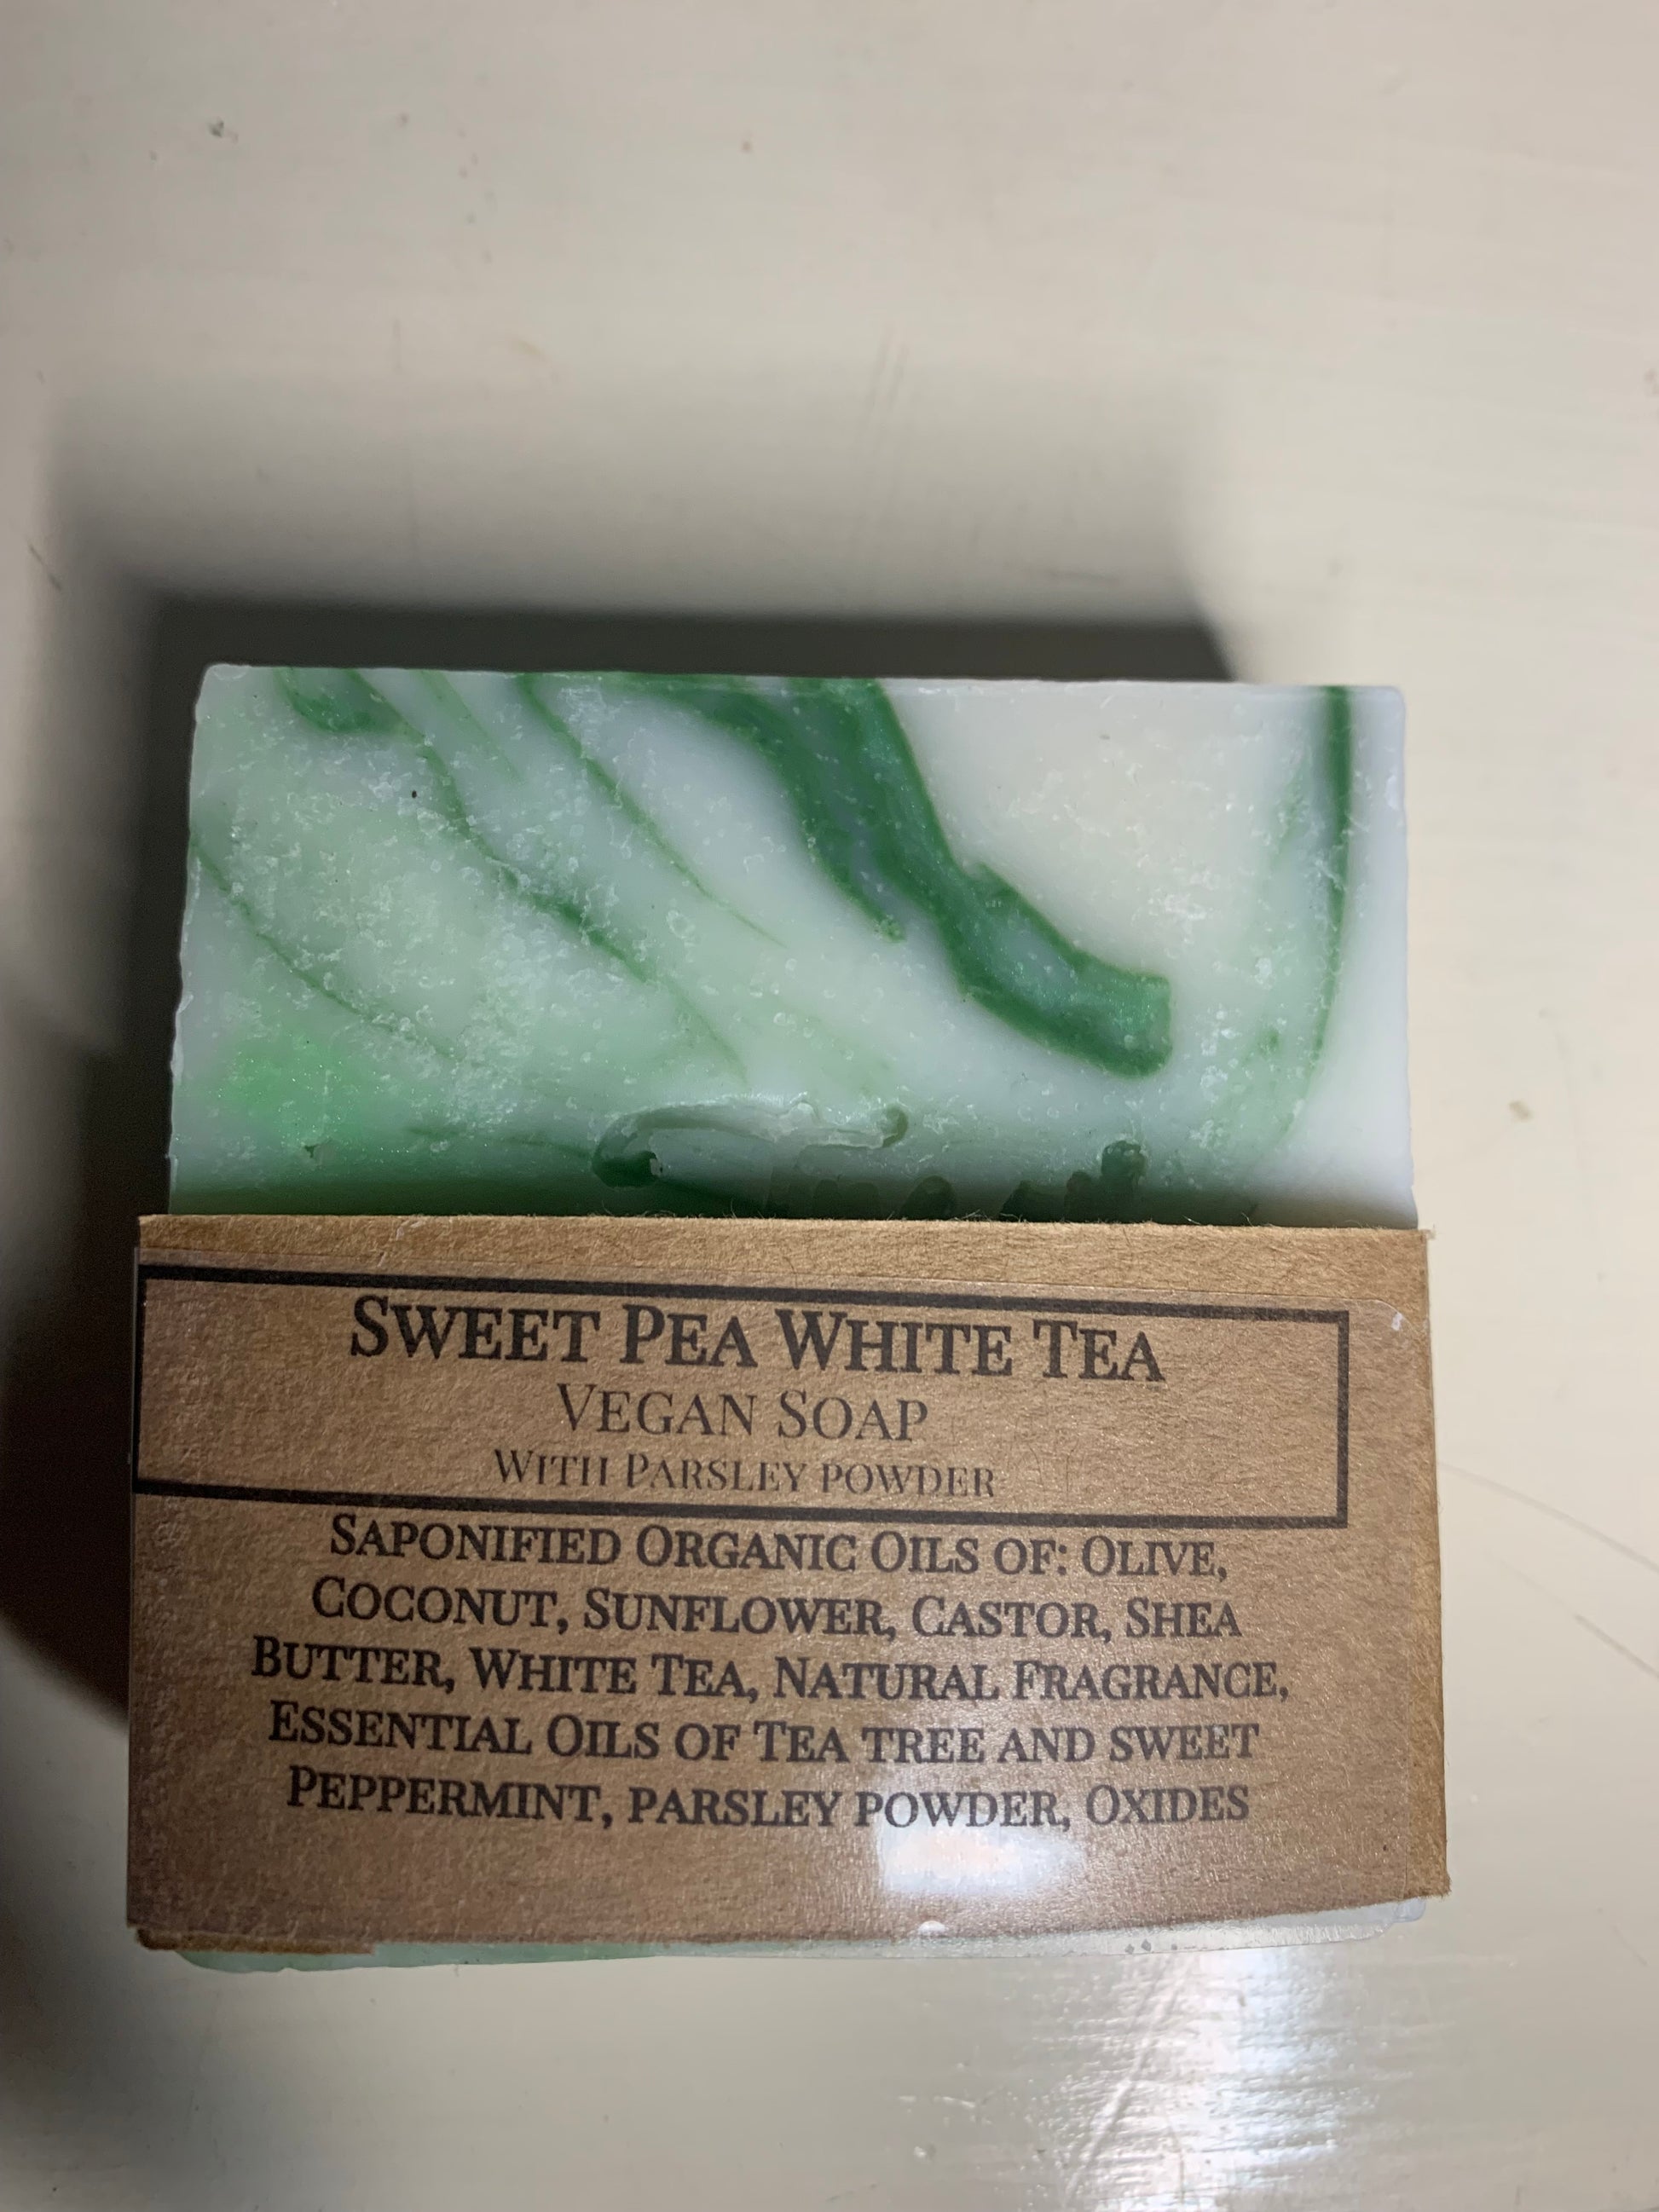 SWEET PEA WHITE TEA
VEGAN SOAP
WITH PARSLEY POWDER
SAPONIFIED ORGANIC OILS OF: OLIVE,
COCONUT, SUNFLOWER, CASTOR, SHEA
BUTTER, WHITE TEA, NATURAL FRAGRANCE,
ESSENTIAL OILS OF TEA TREE AND SWEET
PEPPERMINT, PARSLEY POWDER, OXIDES